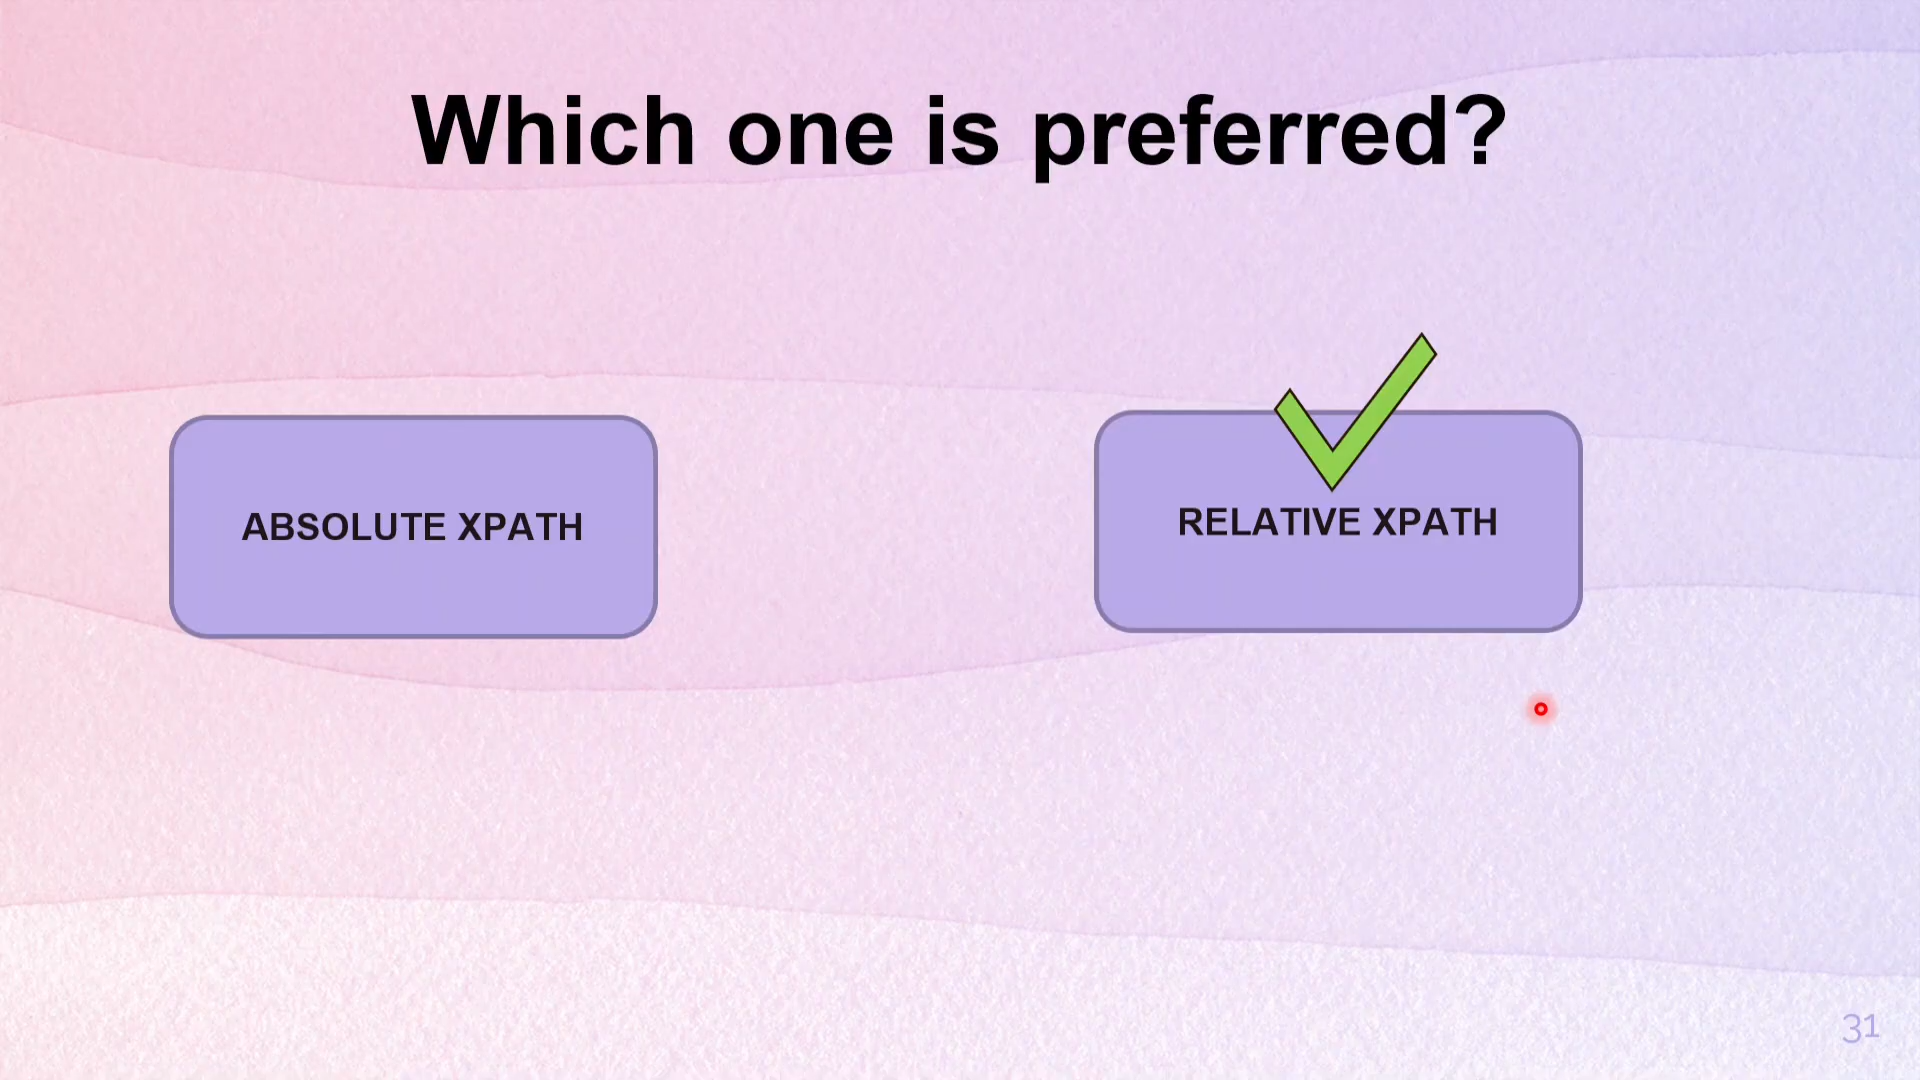 Which one is preferred?
ABSOLUTE XPATH
RELATIVE XPATH
31